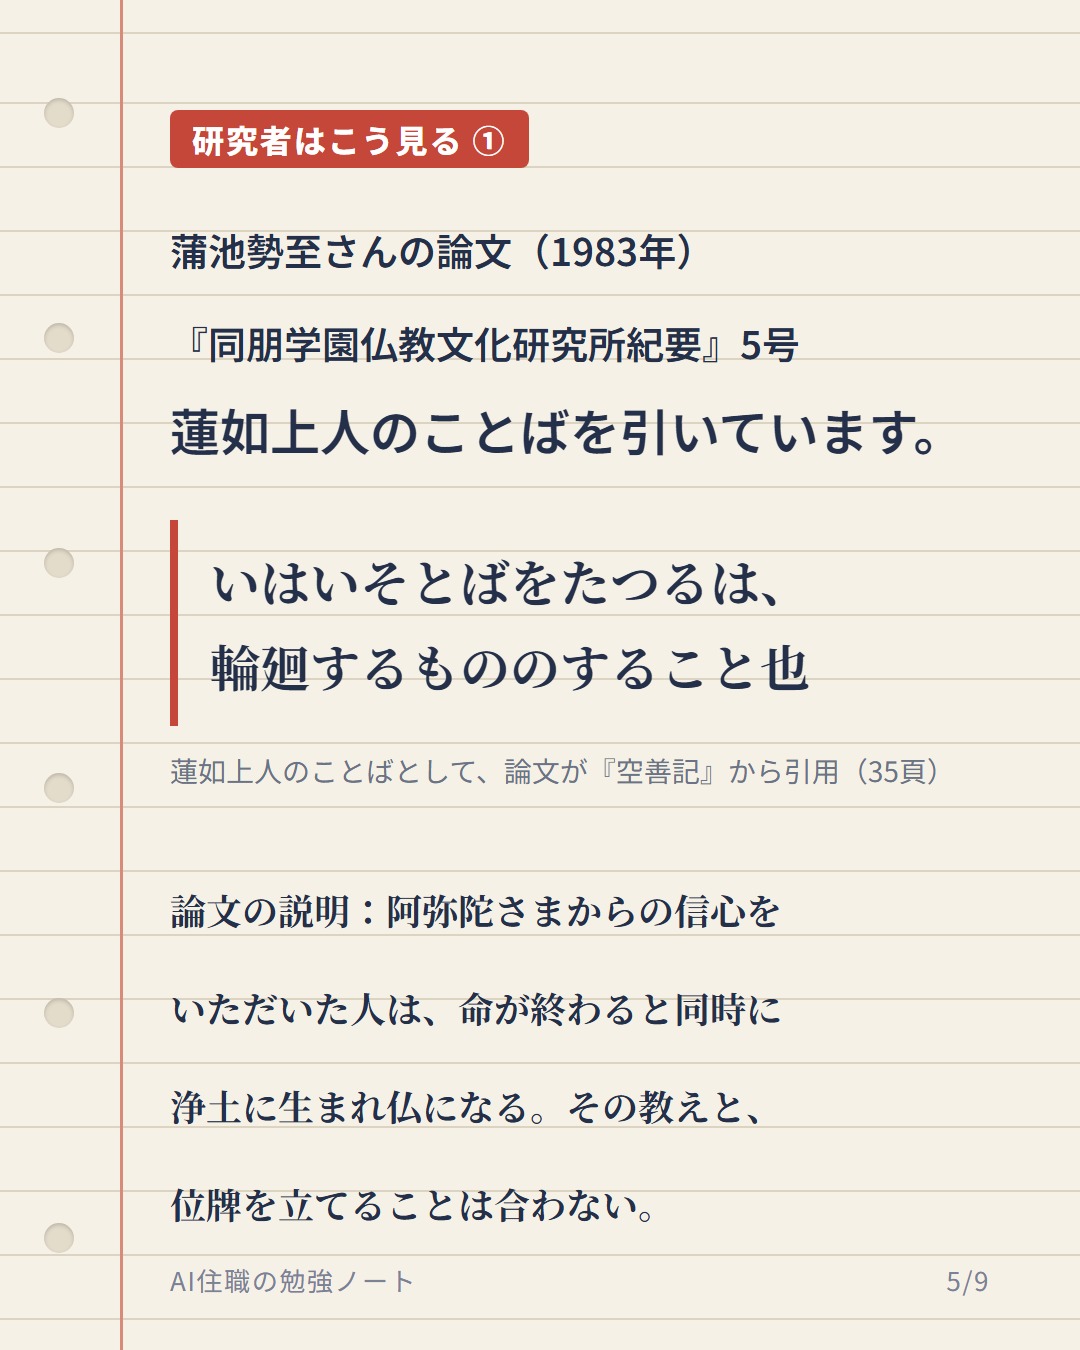 研究者はこう見る ①
蒲池勢至さんの論文（1983年）
『同朋学園仏教文化研究所紀要』5号
蓮如上人のことばを引いています。
いはいそとばをたつるは、
輪廻するもののすること也
蓮如上人のことばとして、論文が『空善記』から引用（35頁）
論文の説明：阿弥陀さまからの信心を
いただいた人は、命が終わると同時に
浄土に生まれ仏になる。その教えと、
位牌を立てることは合わない。
AI住職の勉強ノート
5/9